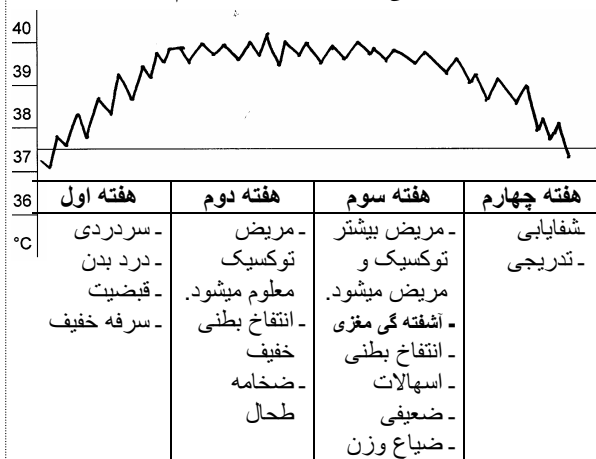 40
39
38
37
36
°C
هفته اول
ـ سردردی
ـ درد بدن
ـ قبضیت
ـ سرفه خفیف
هفته دوم
ـ مریض
توکسیک
معلوم میشود.
ـ انتفاخ بطنی
خفیف
ـ ضخامه
طحال
هفته سوم
ـ مریض بیشتر
توکسیک و
مریض میشود.
ـ آشفته گی مغزی
ـ انتفاخ بطنی
ـ اسهالات
ـ ضعیفی
ـ ضیاع وزن
هفته چهارم
ـشفایابی
ـ تدریجی